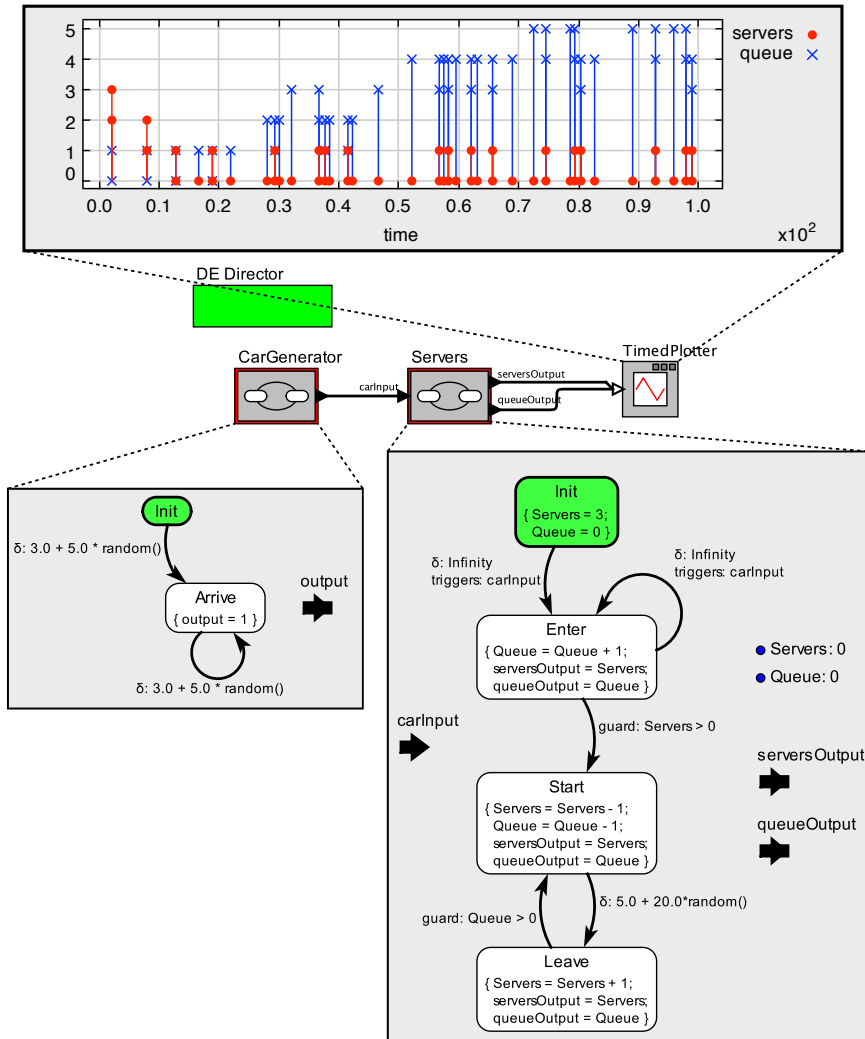 5
4
3
2
1
0
servers
queue
0.0 0.1 0.2 0.3 0.4 0.5 0.6 0.7 0.8 0.9 1.0
time
x10²
DE Director
CarGenerator
Servers
TimedPlotter
carInput
serversOutput
queueOutput
Init
δ: 3.0 + 5.0 * random()
Arrive
{ output = 1 }
δ: 3.0 + 5.0 * random()
output
Init
{ Servers = 3;
Queue = 0 }
δ: Infinity
triggers: carInput
δ: Infinity
triggers: carInput
Enter
{ Queue = Queue + 1;
serversOutput = Servers;
queueOutput = Queue }
Servers: 0
Queue: 0
carInput
guard: Servers > 0
serversOutput
queueOutput
Start
{ Servers = Servers - 1;
Queue = Queue - 1;
serversOutput = Servers;
queueOutput = Queue }
δ: 5.0 + 20.0*random()
guard: Queue > 0
Leave
{ Servers = Servers + 1;
serversOutput = Servers;
queueOutput = Queue }